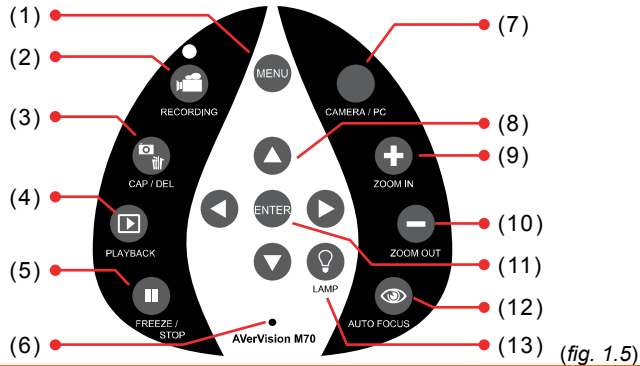 (1)
(2)
(3)
(4)
(5)
(6)
MENU
RECORDING
CAP / DEL
PLAYBACK
FREEZE /
STOP
ENTER
LAMP
AVerVision M70
CAMERA / PC
ZOOM IN
ZOOM OUT
AUTO FOCUS
(7)
(8)
(9)
(10)
(11)
(12)
(13)
(fig. 1.5)